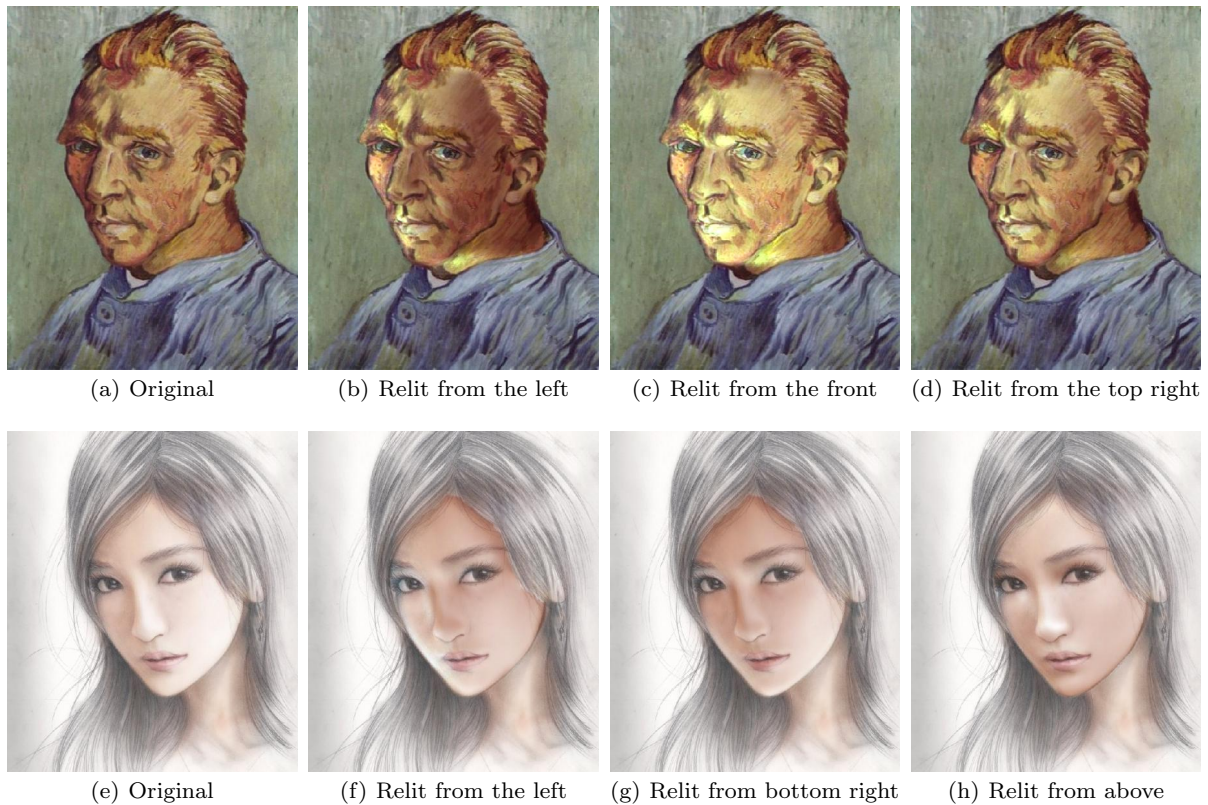 (a) Original
(b) Relit from the left
(c) Relit from the front
(d) Relit from the top right
(e) Original
(f) Relit from the left
(g) Relit from bottom right
(h) Relit from above